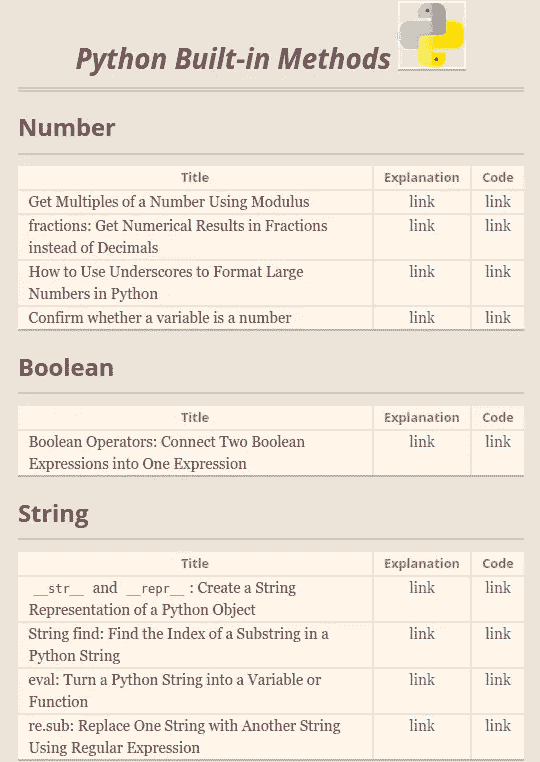 Python Built-in Methods
Number
Title Explanation Code
Get Multiples of a Number Using Modulus link link
fractions: Get Numerical Results in Fractions link link
instead of Decimals
How to Use Underscores to Format Large link link
Numbers in Python
Confirm whether a variable is a number link link
Boolean
Title Explanation Code
Boolean Operators: Connect Two Boolean link link
Expressions into One Expression
String
Title Explanation Code
__str__ and __repr__ : Create a String link link
Representation of a Python Object
String find: Find the Index of a Substring in a link link
Python String
eval: Turn a Python String into a Variable or link link
Function
re.sub: Replace One String with Another String link link
Using Regular Expression